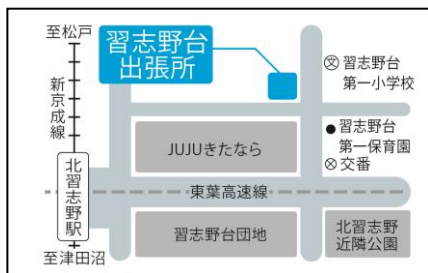 至松戸
新京成線
北習志野駅
至津田沼
習志野台
出張所
文 習志野台
第一小学校
JUJUきたなら
習志野台
第一保育園
交番
東葉高速線
習志野台団地
北習志野
近隣公園